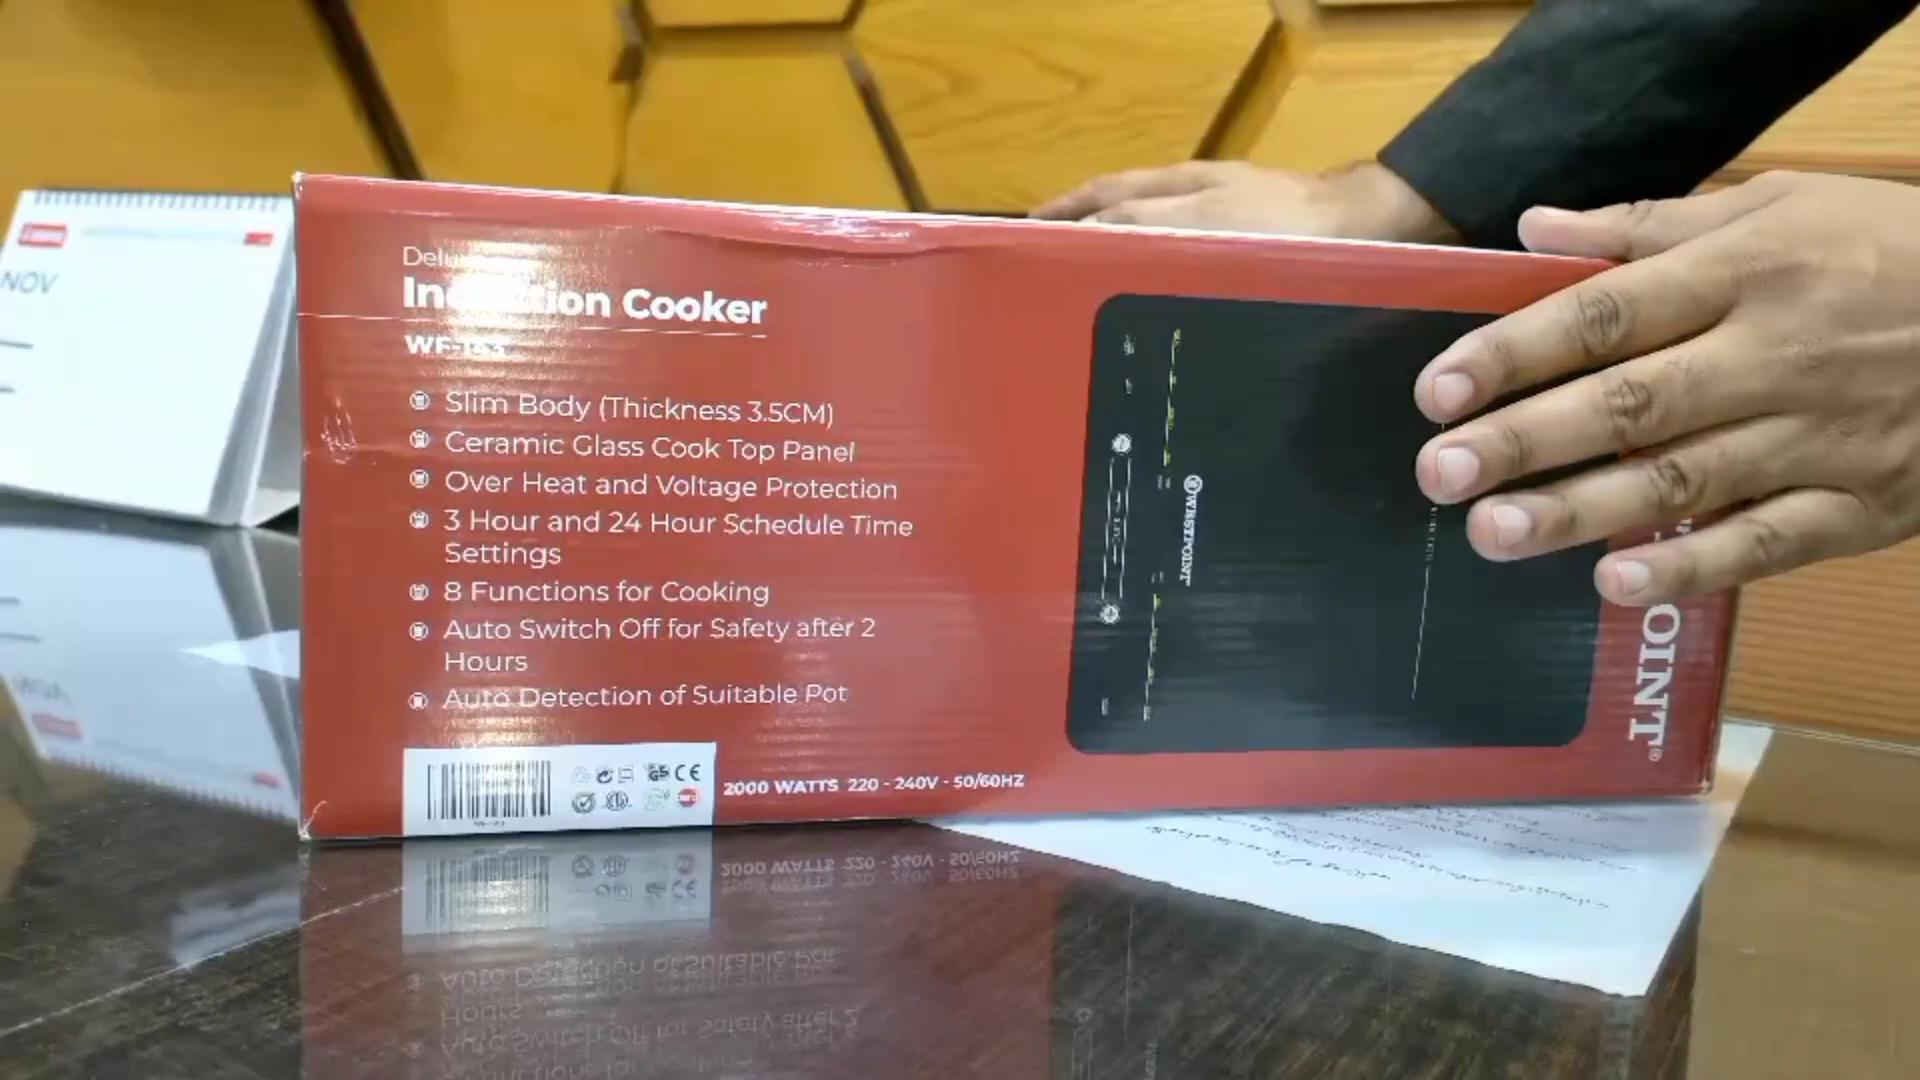 NOV
Induction Cooker
Slim Body (Thickness 3.5CM)
Ceramic Glass Cook Top Panel
Over Heat and Voltage Protection
3 Hour and 24 Hour Schedule Time
Settings
8 Functions for Cooking
Auto Switch Off for Safety after 2
Hours
Auto Detection of Suitable Pot
2000 WATTS 220 - 240V - 50/60HZ
WESTPOINT
OINT®